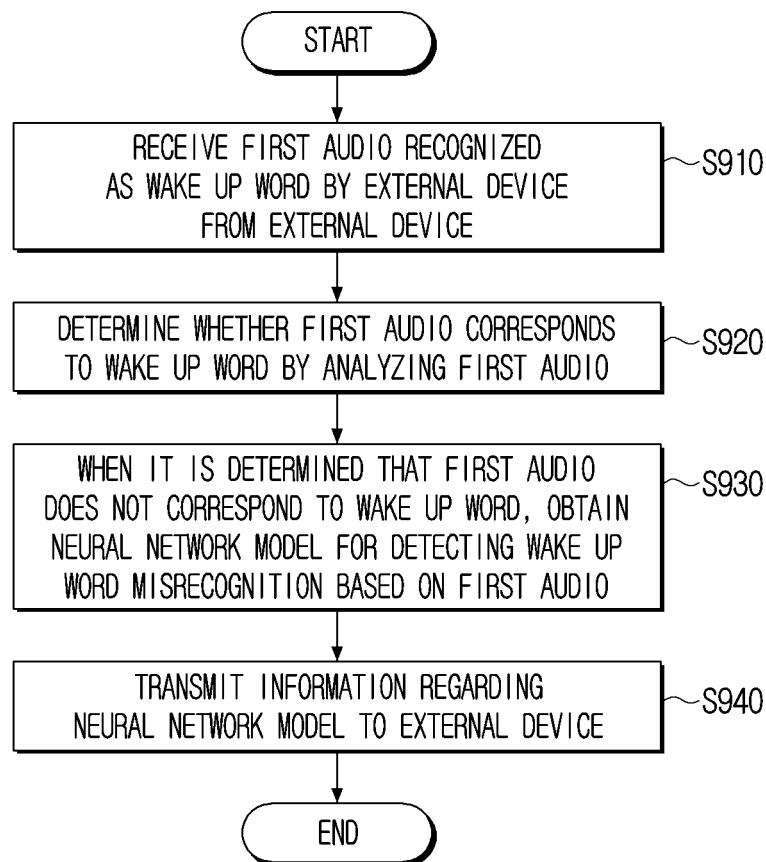 START
RECEIVE FIRST AUDIO RECOGNIZED
AS WAKE UP WORD BY EXTERNAL DEVICE
FROM EXTERNAL DEVICE
S910
DETERMINE WHETHER FIRST AUDIO CORRESPONDS
TO WAKE UP WORD BY ANALYZING FIRST AUDIO
S920
WHEN IT IS DETERMINED THAT FIRST AUDIO
DOES NOT CORRESPOND TO WAKE UP WORD, OBTAIN
NEURAL NETWORK MODEL FOR DETECTING WAKE UP
WORD MISRECOGNITION BASED ON FIRST AUDIO
S930
TRANSMIT INFORMATION REGARDING
NEURAL NETWORK MODEL TO EXTERNAL DEVICE
S940
END